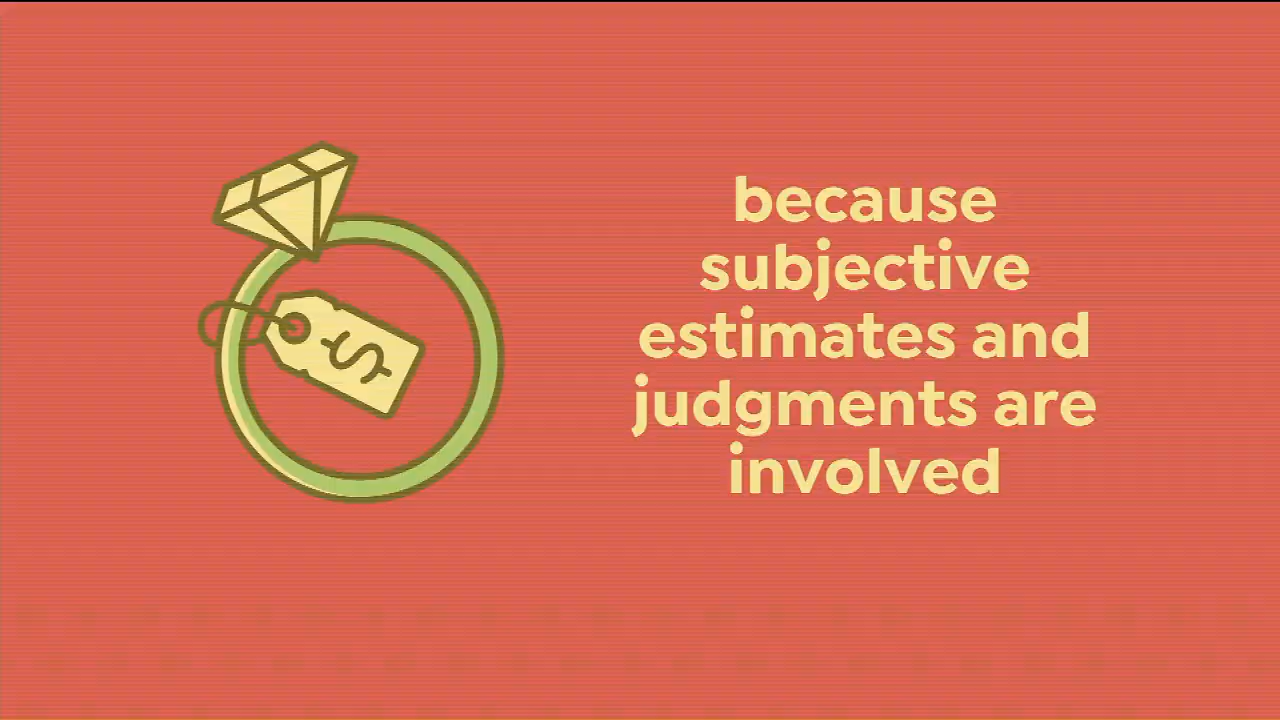 $
because
subjective
estimates and
judgments are
involved